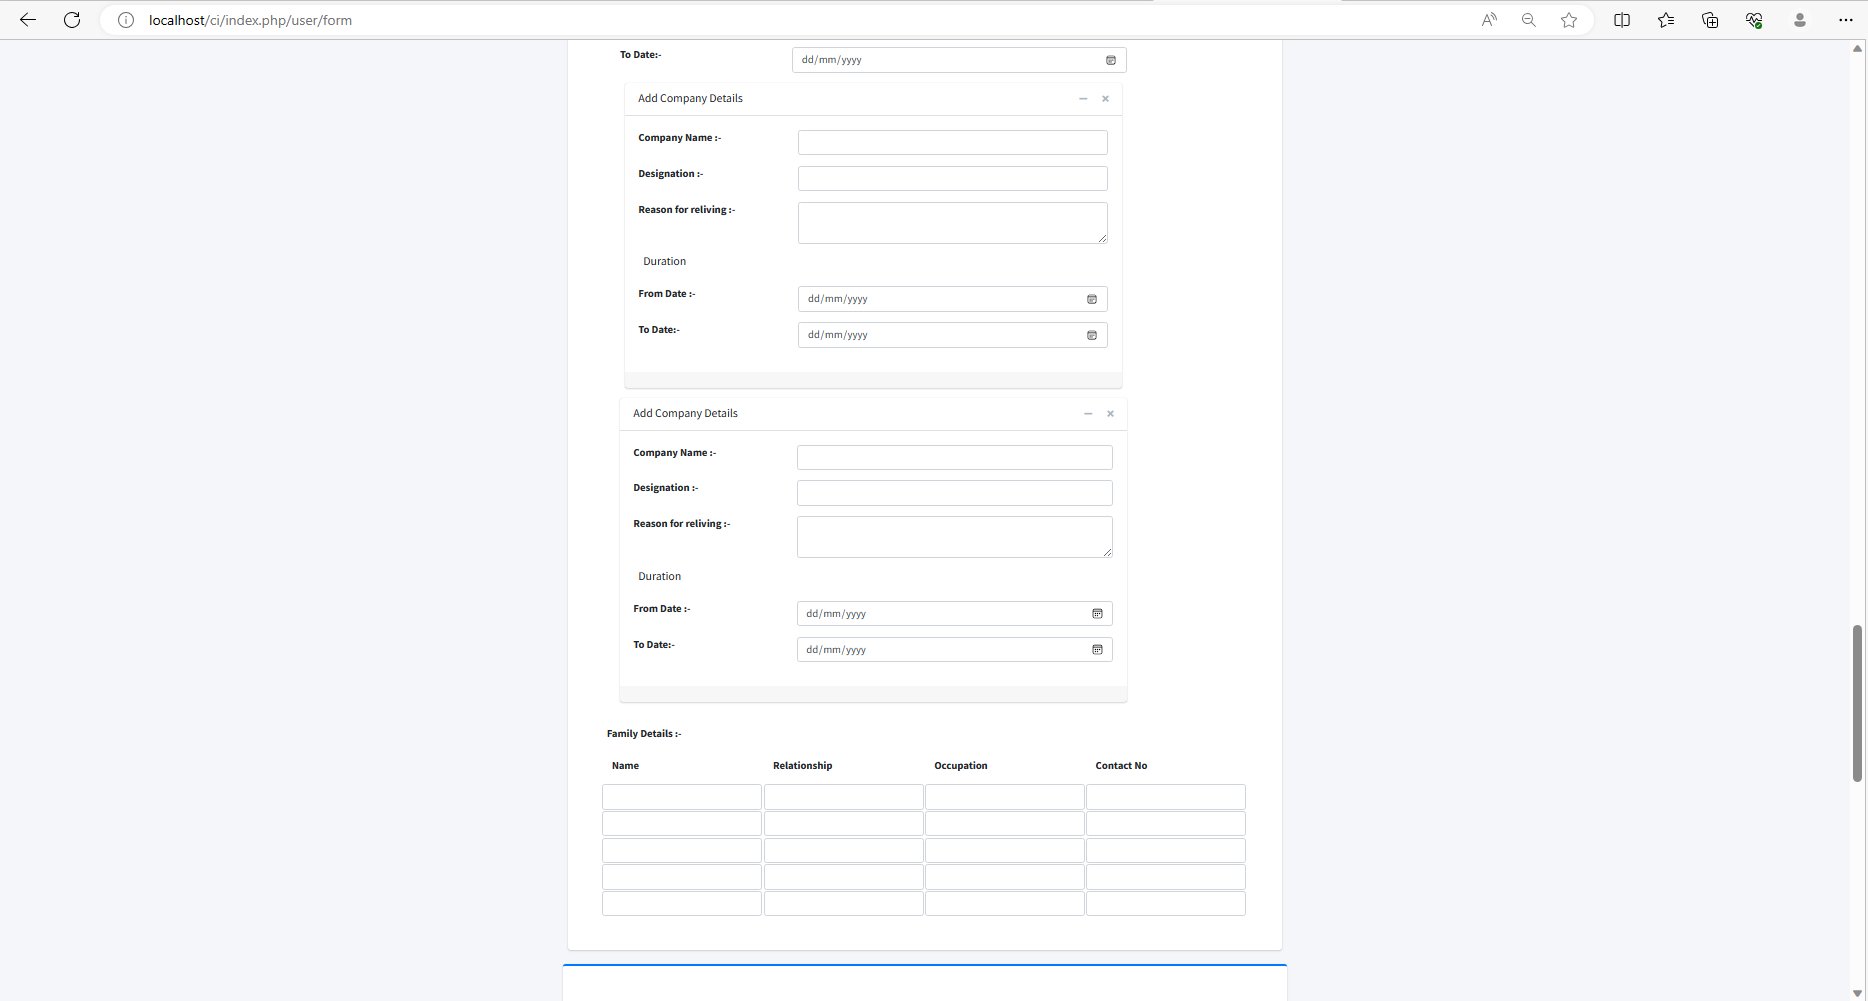 localhost/ci/index.php/user/form
To Date:-
dd/mm/yyyy
Add Company Details
Company Name :-
Designation :-
Reason for reliving :-
Duration
From Date :-
dd/mm/yyyy
To Date:-
dd/mm/yyyy
Add Company Details
Company Name :-
Designation :-
Reason for reliving :-
Duration
From Date :-
dd/mm/yyyy
To Date:-
dd/mm/yyyy
Family Details :-
Name Relationship Occupation Contact No